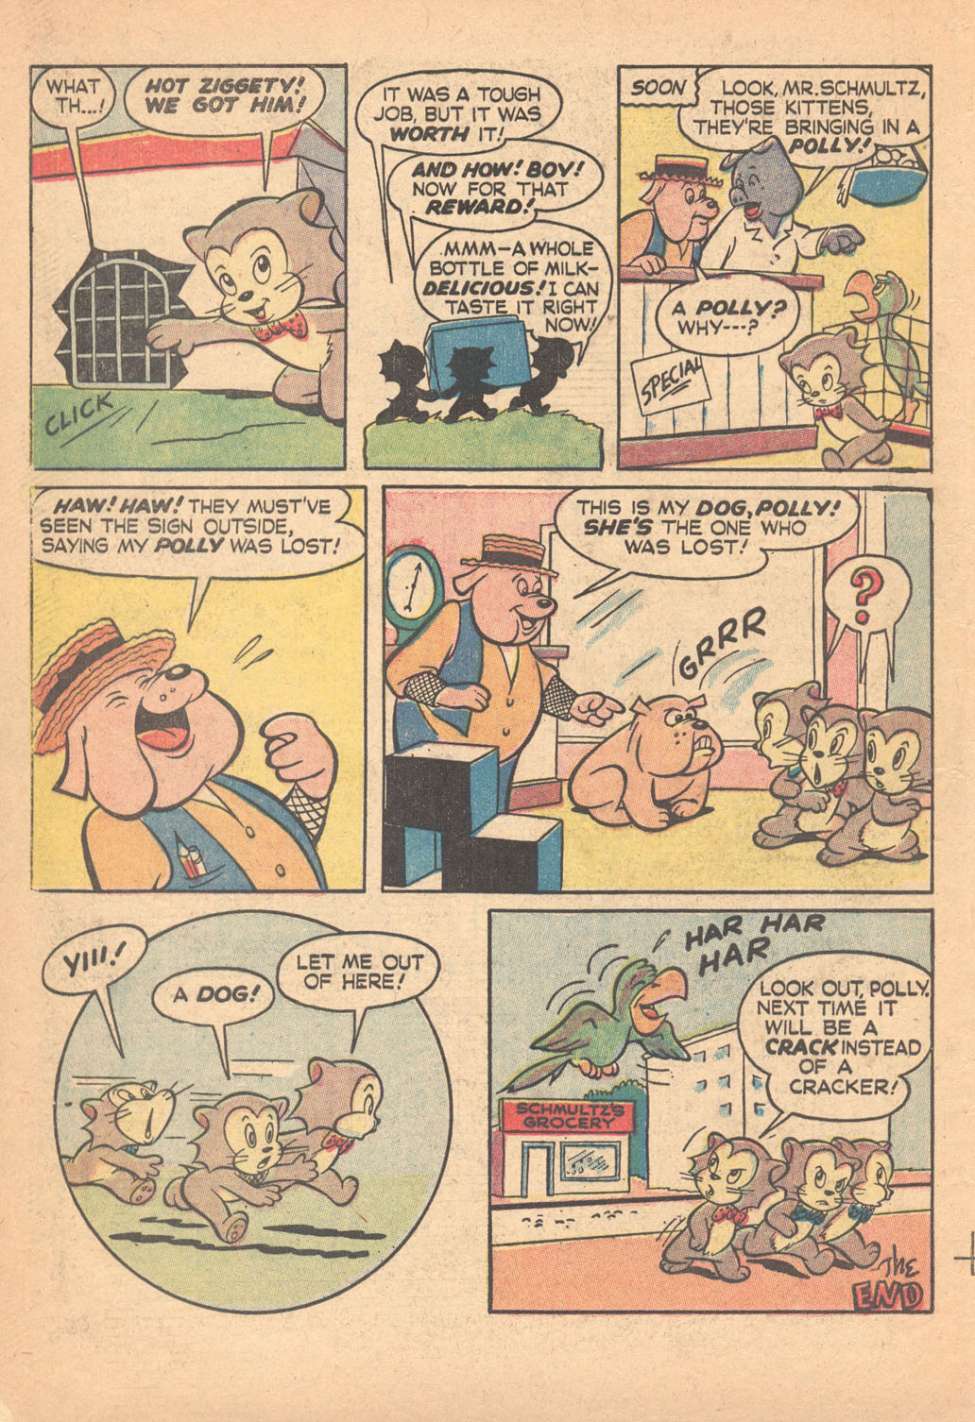 WHAT
TH...!
HOT ZIGGETY!
WE GOT HIM!
CLICK
IT WAS A TOUGH
JOB, BUT IT WAS
WORTH IT!
AND HOW! BOY!
NOW FOR THAT
REWARD!
MMM-A WHOLE
BOTTLE OF MILK-
DELICIOUS! I CAN
TASTE IT RIGHT
NOW!
SOON
LOOK, MR. SCHMULTZ,
THOSE KITTENS,
THEY'RE BRINGING IN A
POLLY!
A POLLY?
WHY---?
SPECIAL
HAW! HAW! THEY MUST'VE
SEEN THE SIGN OUTSIDE,
SAYING MY POLLY WAS LOST!
THIS IS MY DOG, POLLY!
SHE'S THE ONE WHO
WAS LOST!
?
GRRR
YIII!
A DOG!
LET ME OUT
OF HERE!
HAR HAR
HAR
LOOK OUT, POLLY.
NEXT TIME IT
WILL BE A
CRACK INSTEAD
OF A
CRACKER!
SCHMULTZ'S
GROCERY
THE
END